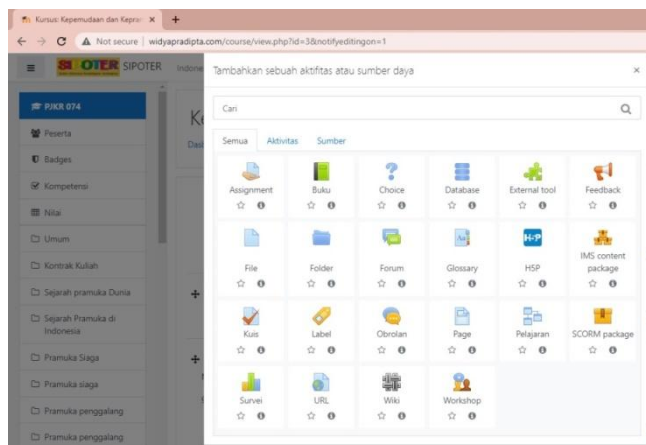 Kursus: Kepemudaan dan Kepra
Not secure | widyapradipta.com/course/view.php?id=3&notifyeditingon=1
SIPOTER SIPOTER Indone
Tambahkan sebuah aktifitas atau sumber daya
PJKR 074
Peserta
Badges
Kompetensi
Nilai
Umum
Kontrak Kuliah
Sejarah pramuka Dunia
Sejarah Pramuka di
Indonesia
Pramuka Siaga
Pramuka siaga
Pramuka penggalang
Pramuka penggalang
Ke
Das
Cari
Semua Aktivitas Sumber
Assignment Buku Choice Database External tool Feedback
File Folder Forum Glossary H5P IMS content
package
Kuis Label Obrolan Page Pelajaran SCORM package
Survei URL Wiki Workshop